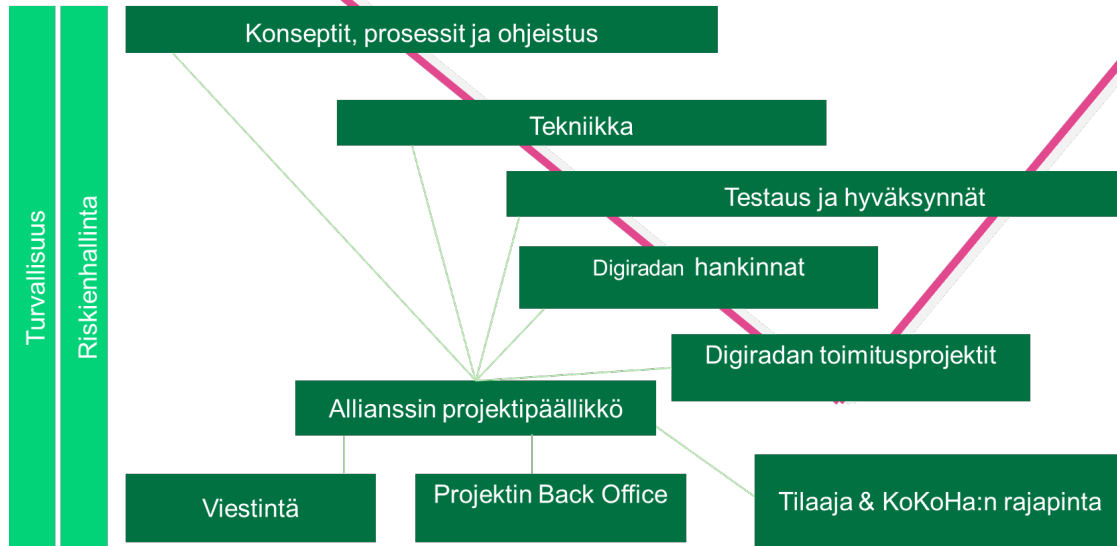 Turvallisuus
Riskienhallinta
Konseptit, prosessit ja ohjeistus
Tekniikka
Testaus ja hyväksynnät
Digiradan hankinnat
Digiradan toimitusprojektit
Allianssin projektipäällikkö
Viestintä
Projektin Back Office
Tilaaja & KoKoHa:n rajapinta